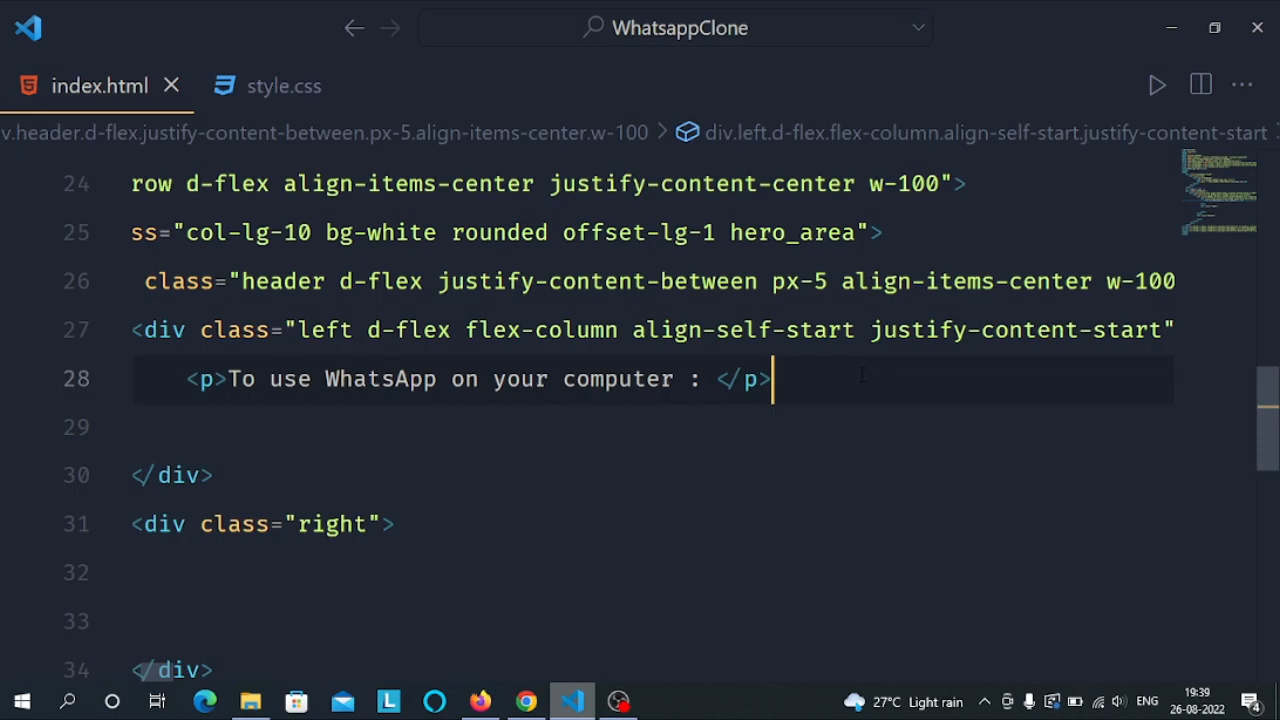 WhatsappClone
index.html
style.css
v.header.d-flex.justify-content-between.px-5.align-items-center.w-100 > div.left.d-flex.flex-column.align-self-start.justify-content-start
24 row d-flex align-items-center justify-content-center w-100">
25 ss="col-lg-10 bg-white rounded offset-lg-1 hero_area">
26 class="header d-flex justify-content-between px-5 align-items-center w-100
27 <div class="left d-flex flex-column align-self-start justify-content-start"
28 <p>To use WhatsApp on your computer : </p>
29
30 </div>
31 <div class="right">
32
33
34 </div>
L
27°C Light rain
ENG
19:39
26-08-2022
4